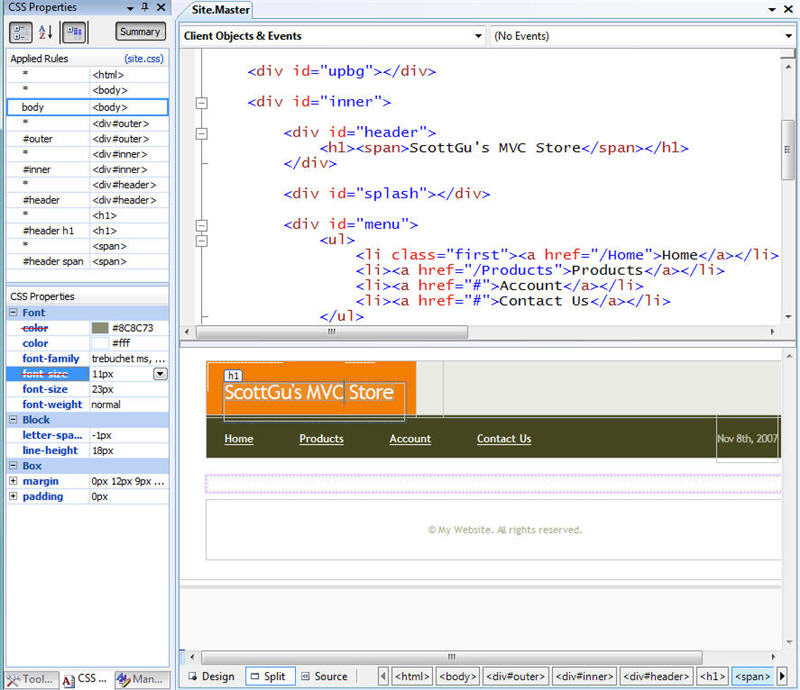 CSS Properties
Summary
Applied Rules (site.css)
* <html>
* <body>
body <body>
* <div#outer>
#outer <div#outer>
* <div#inner>
#inner <div#inner>
* <div#header>
#header <div#header>
* <h1>
#header h1 <h1>
* <span>
#header span <span>
CSS Properties
Font
color #8C8C73
color #fff
font-family trebuchet ms, ...
font-size 11px
font-size 23px
font-weight normal
Block
letter-spa... -1px
line-height 18px
Box
margin 0px 12px 9px ...
padding 0px
Tool...
CSS ...
Man...
Site.Master
Client Objects & Events
(No Events)
<div id="upbg"></div>
<div id="inner">
<div id="header">
<h1><span>ScottGu's MVC Store</span></h1>
</div>
<div id="splash"></div>
<div id="menu">
<ul>
<li class="first"><a href="/Home">Home</a></li>
<li><a href="/Products">Products</a></li>
<li><a href="#">Account</a></li>
<li><a href="#">Contact Us</a></li>
</ul>
h1
ScottGu's MVC Store
Home Products Account Contact Us Nov 8th, 2007
© My Website. All rights reserved.
Design Split Source <html> <body> <div#outer> <div#inner> <div#header> <h1> <span>